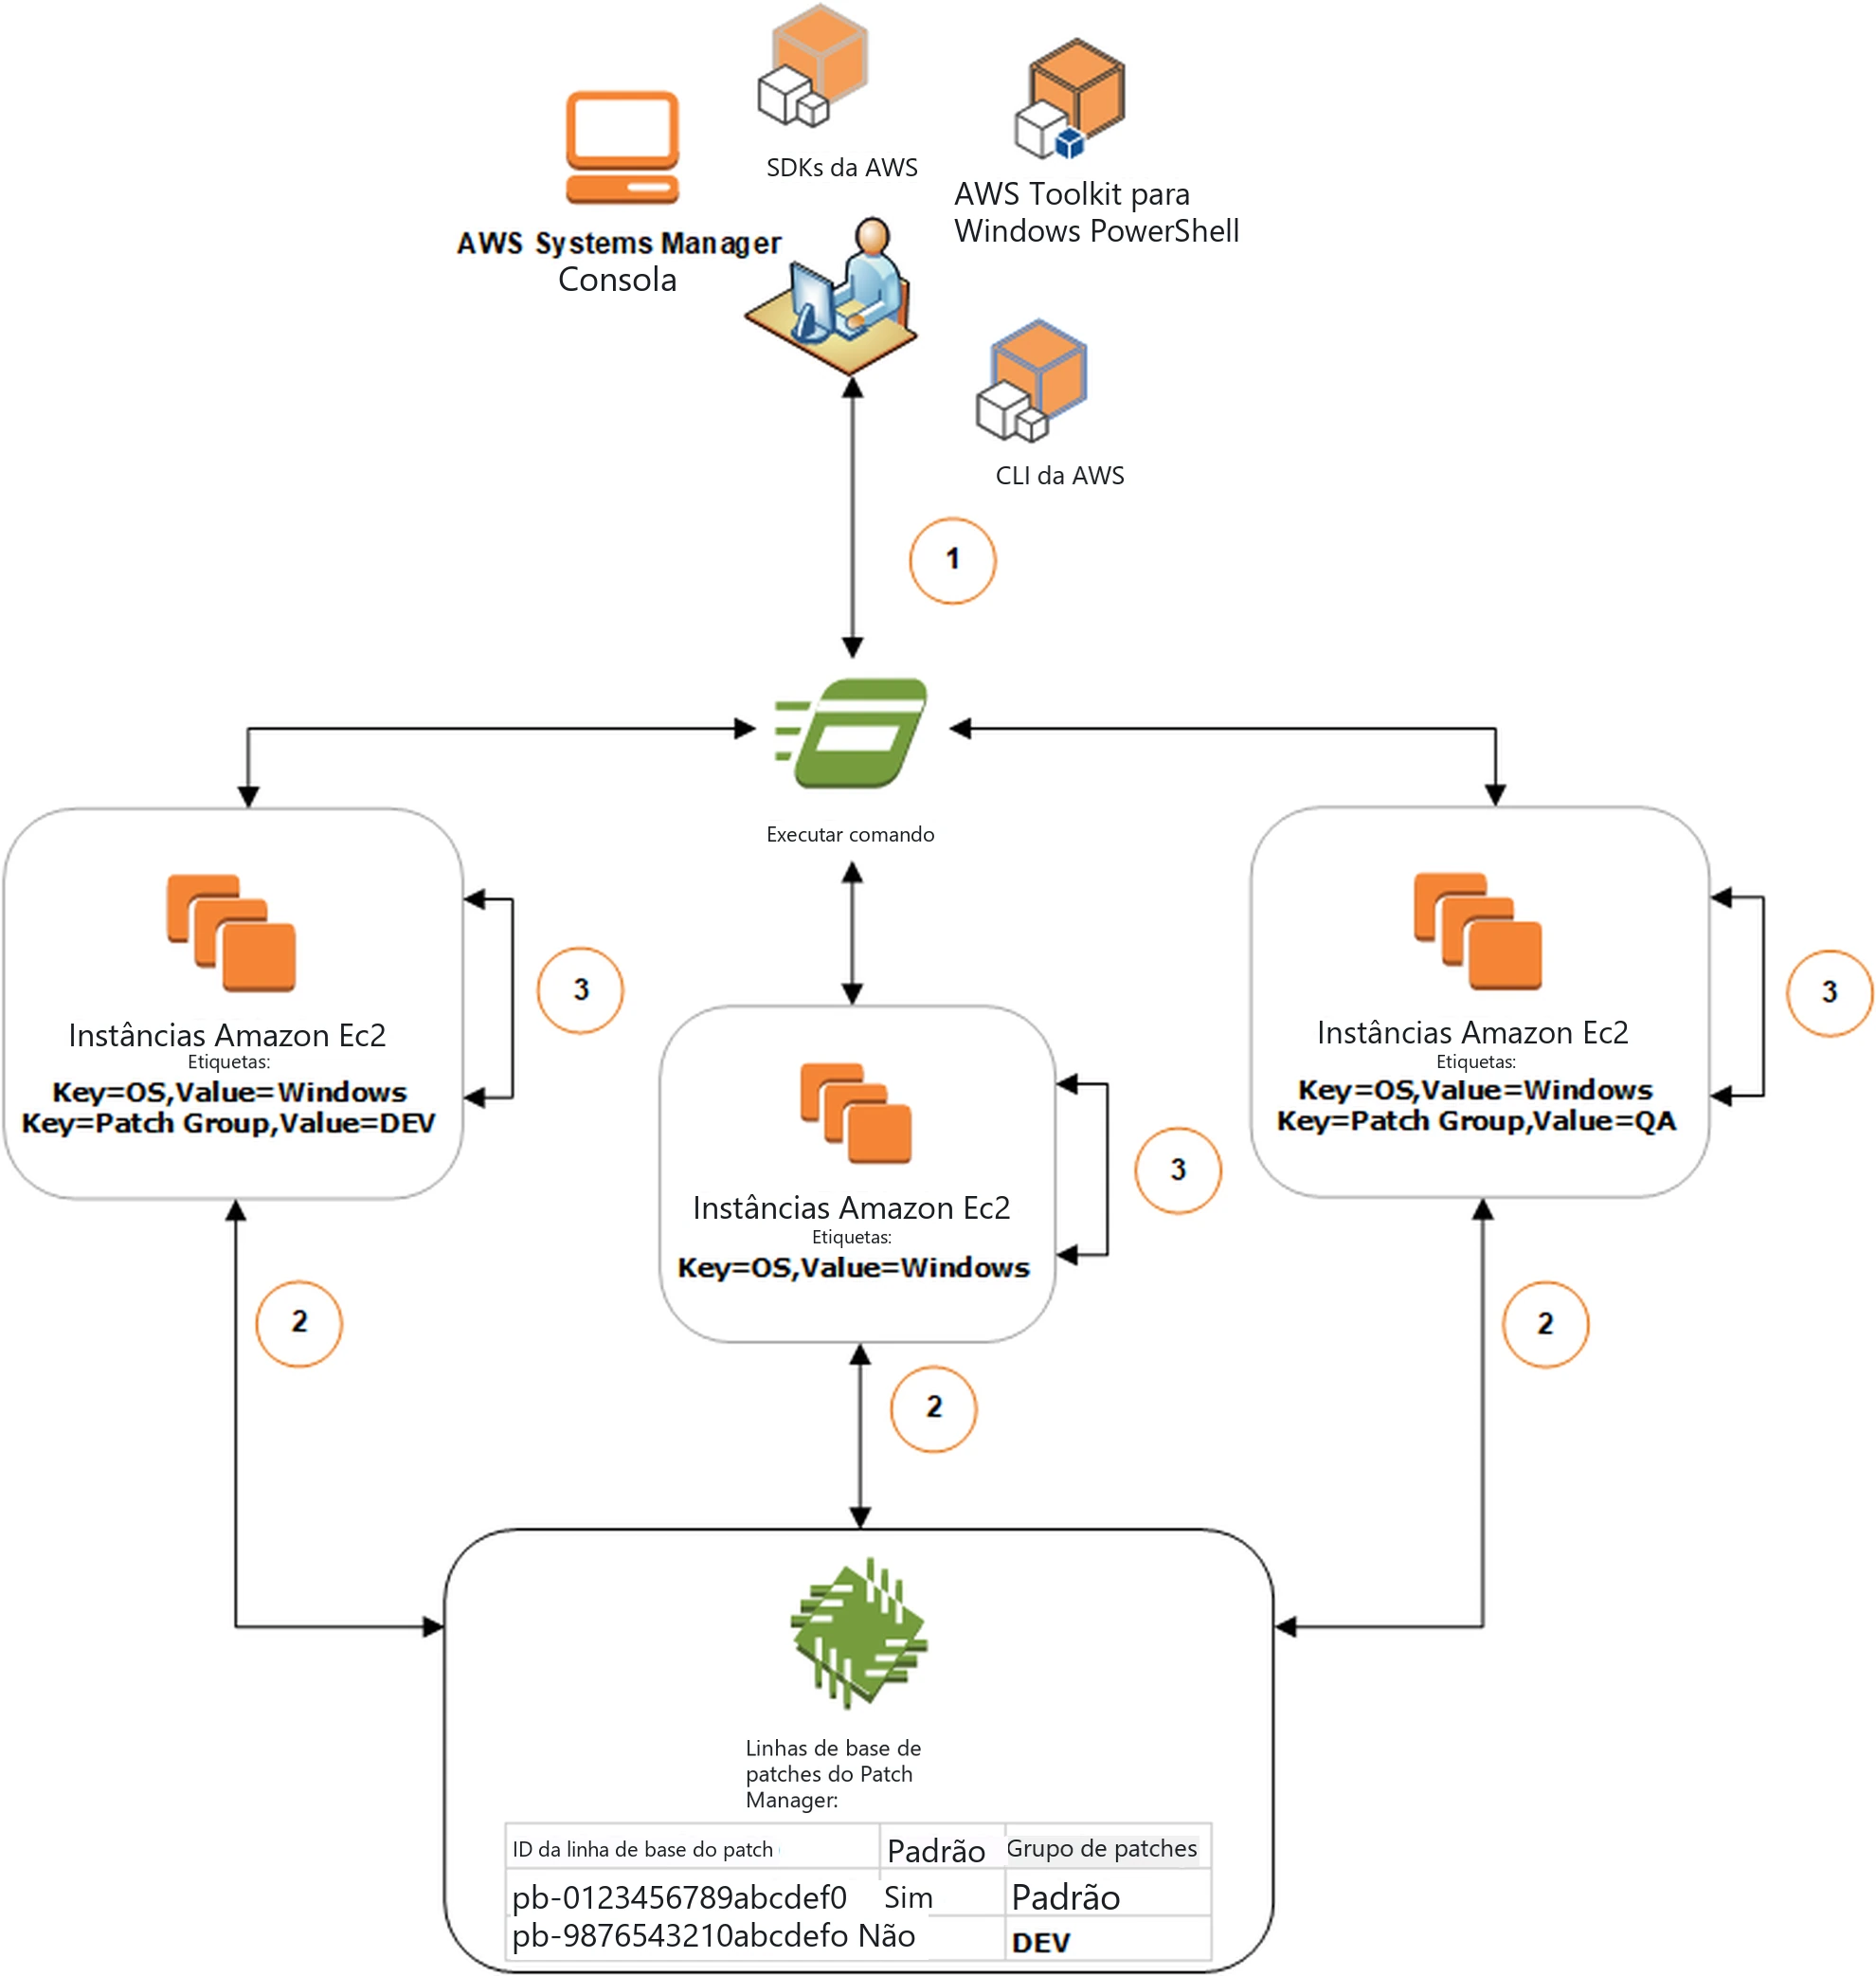 SDKs da AWS
AWS Toolkit para
Windows PowerShell
AWS Systems Manager
Consola
CLI da AWS
1
Executar comando
Instâncias Amazon Ec2
Etiquetas:
Key=OS,Value=Windows
Key=Patch Group,Value=DEV
3
Instâncias Amazon Ec2
Etiquetas:
Key=OS,Value=Windows
3
Instâncias Amazon Ec2
Etiquetas:
Key=OS,Value=Windows
Key=Patch Group,Value=QA
3
2
2
2
Linhas de base de
patches do Patch
Manager:
ID da linha de base do patch Padrão Grupo de patches
pb-0123456789abcdef0 Sim Padrão
pb-9876543210abcdefo Não DEV